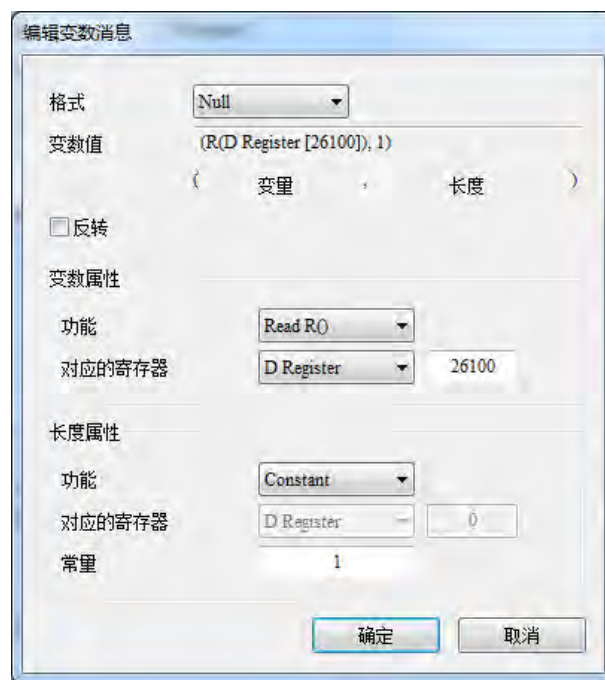 编辑变数消息
格式 Null
变数值 (R(D Register [26100]), 1)
( 变量 , 长度 )
反转
变数属性
功能 Read R()
对应的寄存器 D Register 26100
长度属性
功能 Constant
对应的寄存器 D Register 0
常量 1
确定 取消